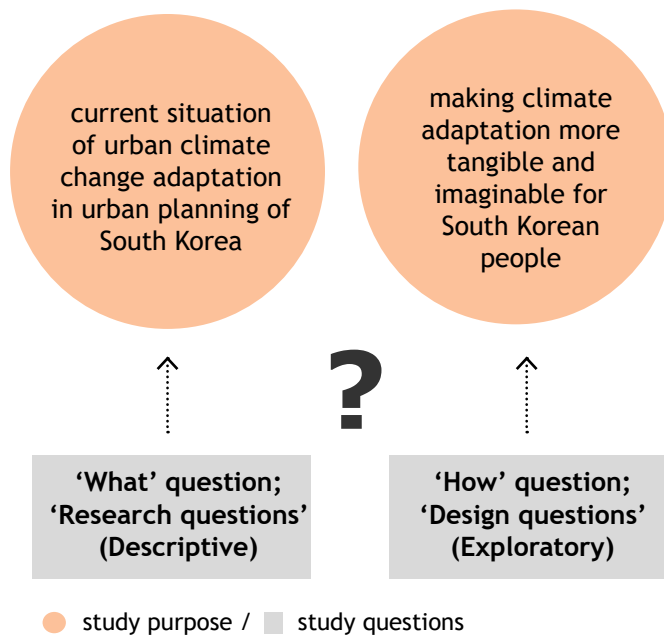 current situation
of urban climate
change adaptation
in urban planning of
South Korea
making climate
adaptation more
tangible and
imaginable for
South Korean
people
?
‘What’ question;
‘Research questions’
(Descriptive)
‘How’ question;
‘Design questions’
(Exploratory)
study purpose / study questions